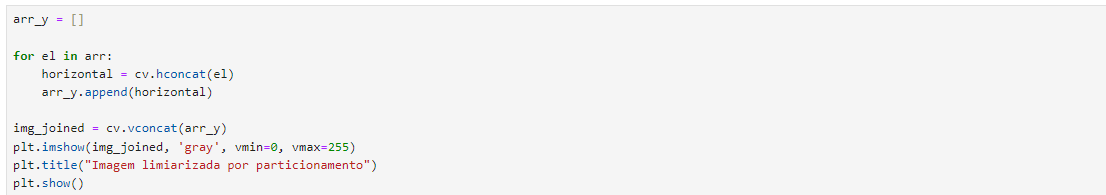 arr_y = []
for el in arr:
    horizontal = cv.hconcat(el)
    arr_y.append(horizontal)
img_joined = cv.vconcat(arr_y)
plt.imshow(img_joined, 'gray', vmin=0, vmax=255)
plt.title("Imagem limiarizada por particionamento")
plt.show()